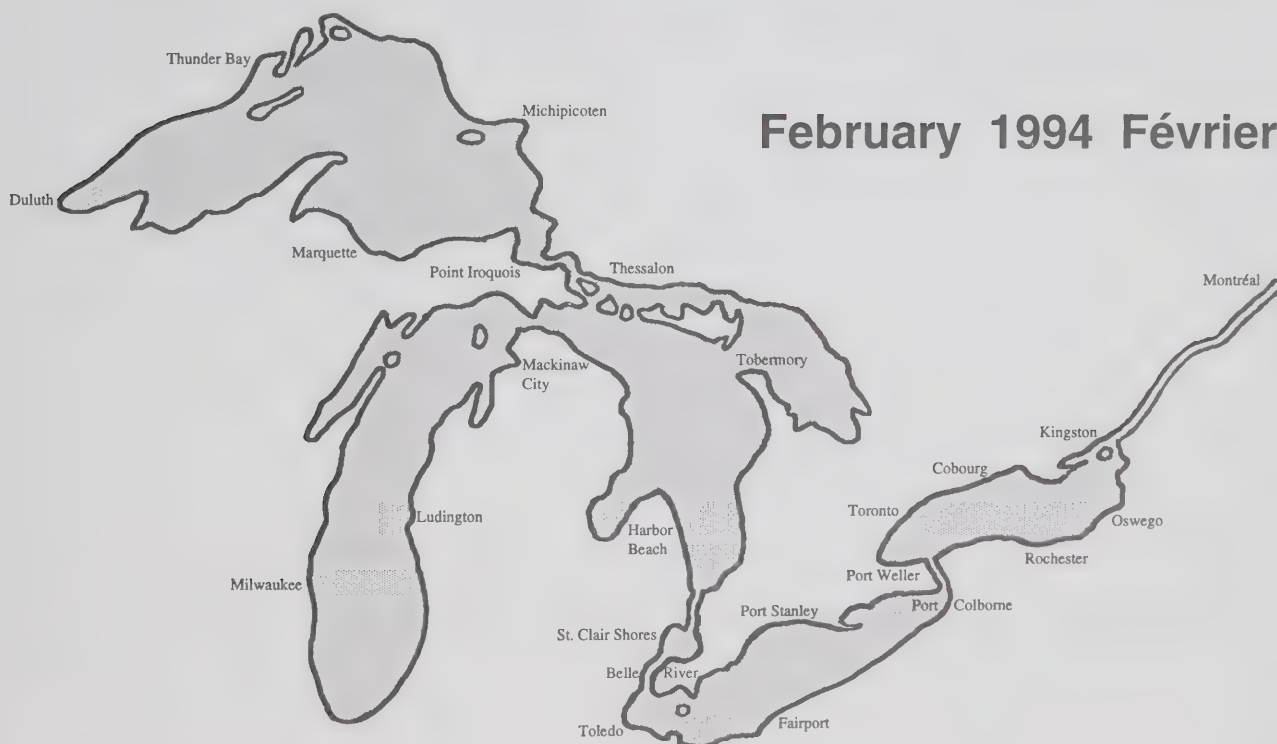 Thunder Bay
Michipicoten
February 1994 Février
Duluth
Marquette
Point Iroquois
Thessalon
Montréal
Mackinaw
City
Tobermory
Kingston
Cobourg
Ludington
Toronto
Oswego
Harbor
Beach
Rochester
Milwaukee
Port Weller
Port Stanley
Port Colborne
St. Clair Shores
Belle River
Toledo
Fairport